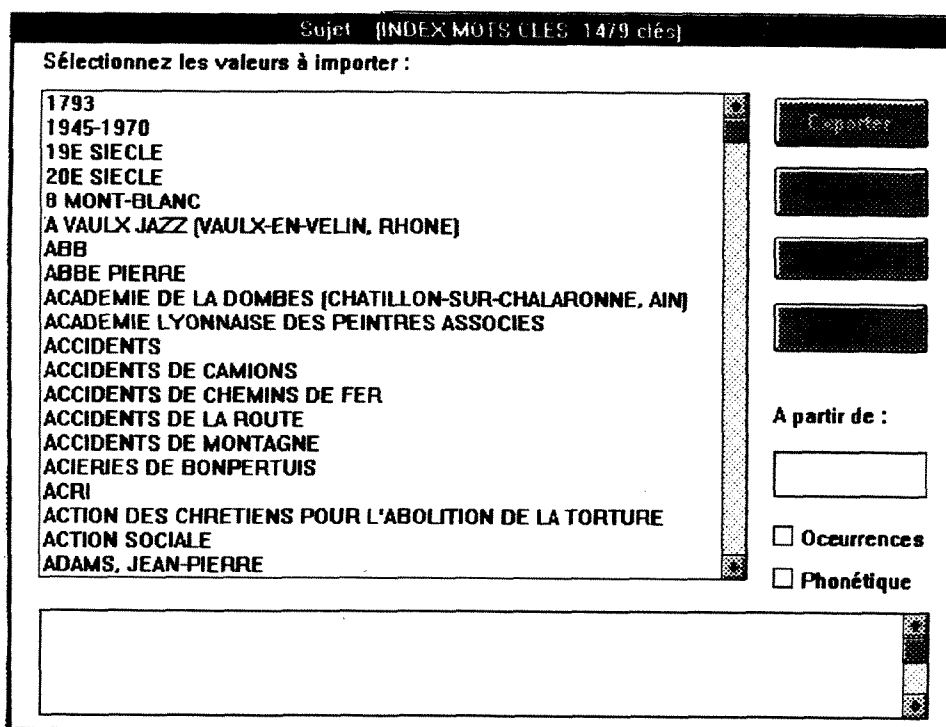 Sujet [INDEX MOTS CLES 1479 clés]
Sélectionnez les valeurs à importer :
1793
1945-1970
19E SIECLE
20E SIECLE
8 MONT-BLANC
A VAULX JAZZ (VAULX-EN-VELIN, RHONE)
ABB
ABBE PIERRE
ACADEMIE DE LA DOMBES (CHATILLON-SUR-CHALARONNE, AIN)
ACADEMIE LYONNAISE DES PEINTRES ASSOCIES
ACCIDENTS
ACCIDENTS DE CAMIONS
ACCIDENTS DE CHEMINS DE FER
ACCIDENTS DE LA ROUTE
ACCIDENTS DE MONTAGNE
ACIERIES DE BONPERTUIS
ACRI
ACTION DES CHRETIENS POUR L'ABOLITION DE LA TORTURE
ACTION SOCIALE
ADAMS, JEAN-PIERRE
A partir de :
Occurrences
Phonétique